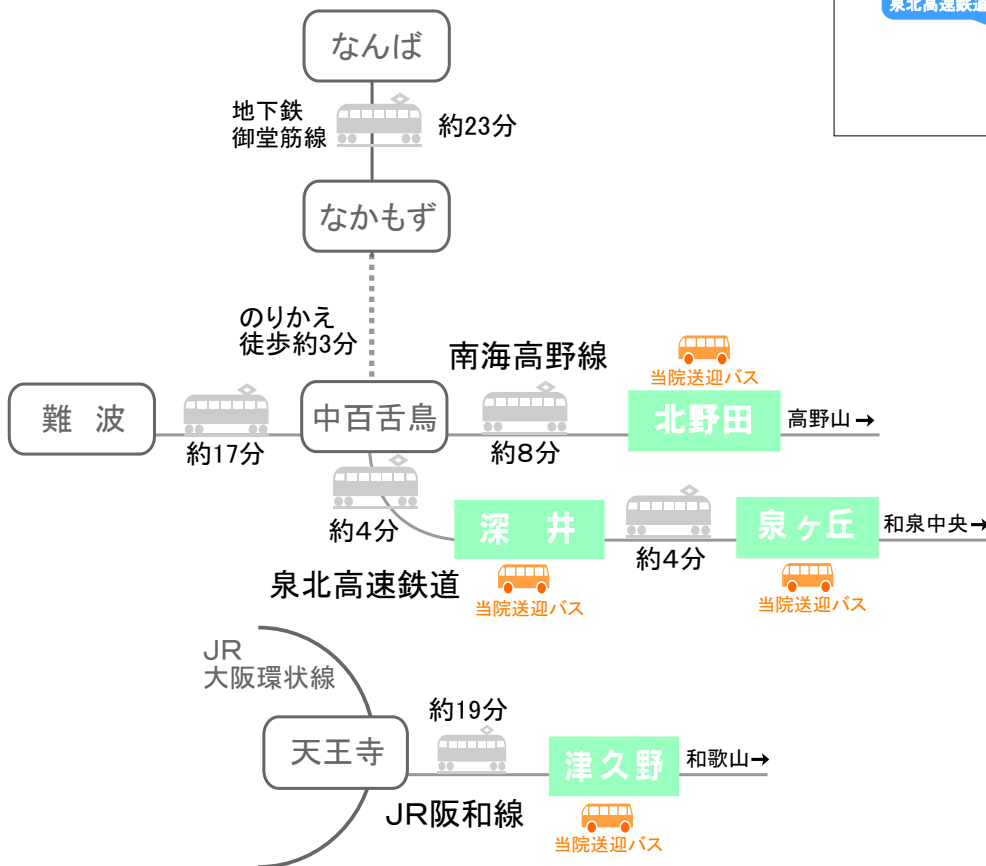 泉北高速鉄道
なんば
地下鉄
御堂筋線
約23分
なかもず
のりかえ
徒歩約3分
南海高野線
当院送迎バス
難 波
約17分
中百舌鳥
約8分
北野田
高野山→
約4分
深 井
約4分
泉ヶ丘
和泉中央→
泉北高速鉄道
当院送迎バス
当院送迎バス
JR
大阪環状線
天王寺
約19分
津久野
和歌山→
JR阪和線
当院送迎バス